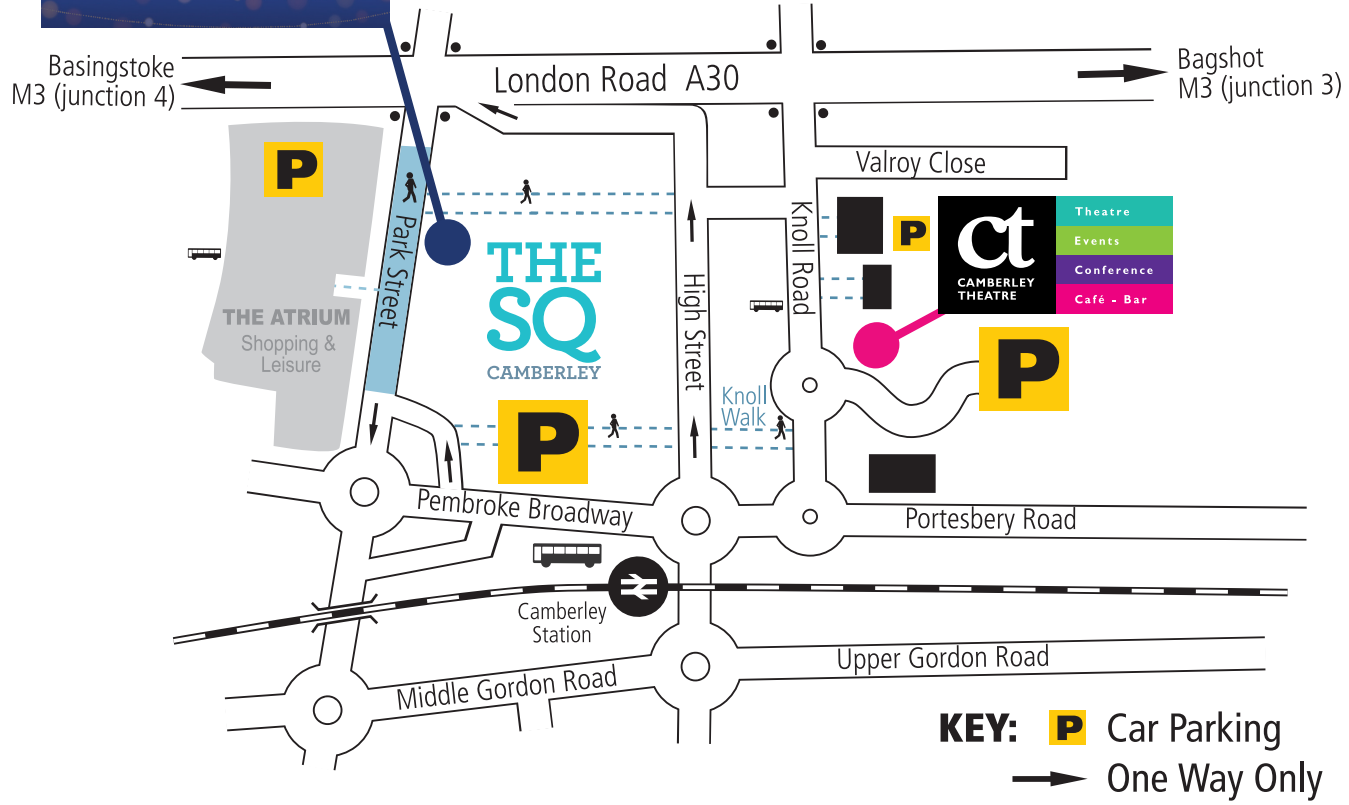 Basingstoke
M3 (junction 4)
London Road A30
Bagshot
M3 (junction 3)
P
Valroy Close
Park Street
THE
SQ
CAMBERLEY
High Street
Knoll Road
P
ct
CAMBERLEY
THEATRE
Theatre
Events
Conference
Café - Bar
THE ATRIUM
Shopping &
Leisure
Knoll
Walk
P
P
Pembroke Broadway
Portesbery Road
Camberley
Station
Middle Gordon Road
Upper Gordon Road
KEY:
P Car Parking
One Way Only